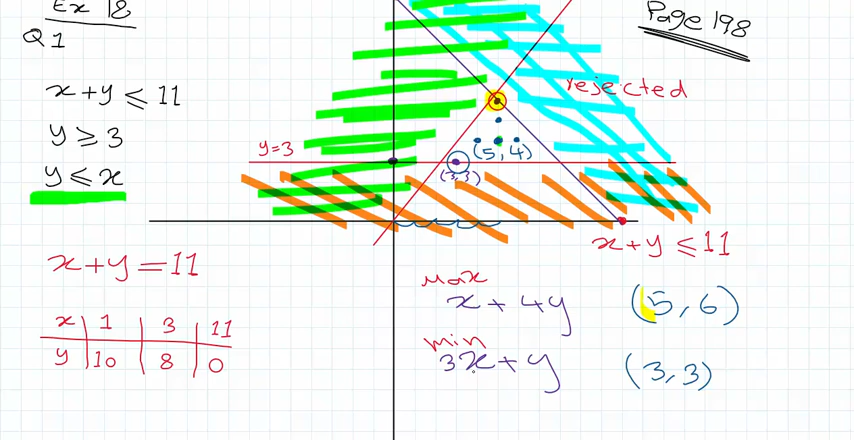 Ex 18
Page 198
Q1
x+y ≤ 11
y ≥ 3
y ≤ x
rejected
y=3
(5,4)
(3,3)
x+y ≤ 11
x+y = 11
x 1 3 11
y 10 8 0
max
x+4y
(5,6)
min
3x+y
(3,3)